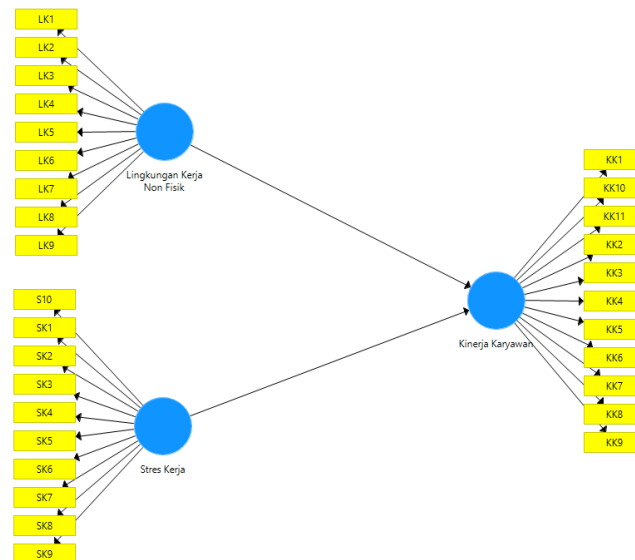 LK1
LK2
LK3
LK4
LK5
LK6
LK7
LK8
LK9
Lingkungan Kerja
Non Fisik
S10
SK1
SK2
SK3
SK4
SK5
SK6
SK7
SK8
SK9
Stres Kerja
Kinerja Karyawan
KK1
KK10
KK11
KK2
KK3
KK4
KK5
KK6
KK7
KK8
KK9